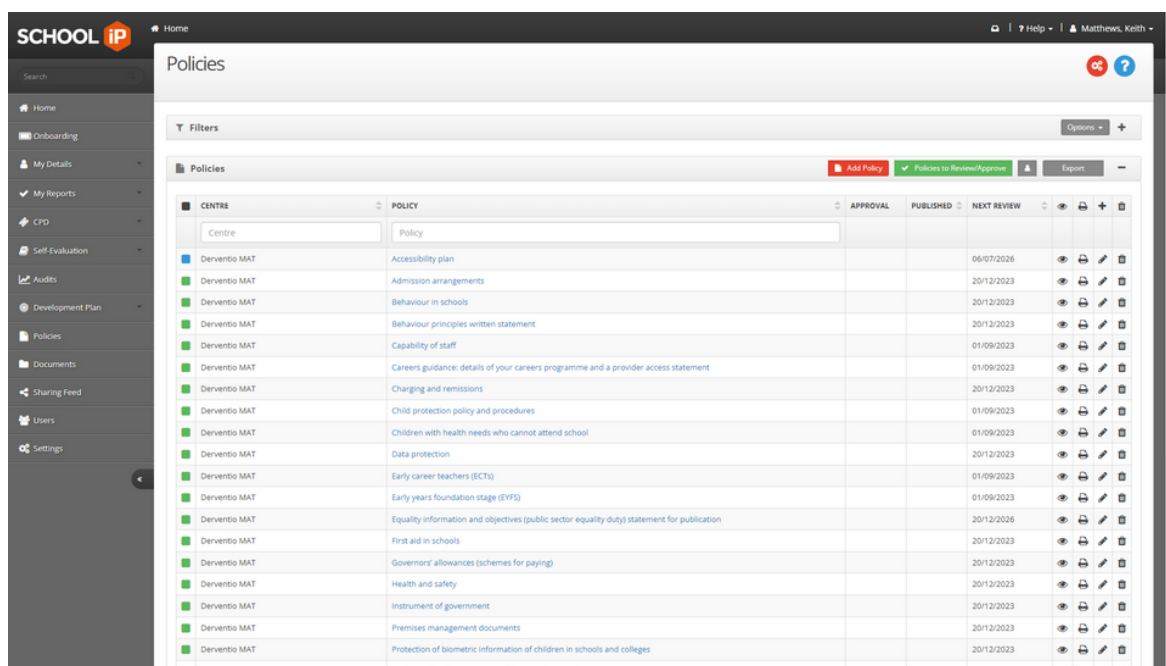 SCHOOL iP
Home
? Help
Matthews, Keith
Search
Home
Onboarding
My Details
My Reports
CPD
Self-Evaluation
Audits
Development Plan
Policies
Documents
Sharing Feed
Users
Settings
Policies
?
Filters
Options
Policies
Add Policy
Policies to Review/Approve
Export
CENTRE POLICY APPROVAL PUBLISHED NEXT REVIEW
Centre Policy
Derventio MAT Accessibility plan 06/07/2026
Derventio MAT Admission arrangements 20/12/2023
Derventio MAT Behaviour in schools 20/12/2023
Derventio MAT Behaviour principles written statement 20/12/2023
Derventio MAT Capability of staff 01/09/2023
Derventio MAT Careers guidance: details of your careers programme and a provider access statement 01/09/2023
Derventio MAT Charging and remissions 20/12/2023
Derventio MAT Child protection policy and procedures 01/09/2023
Derventio MAT Children with health needs who cannot attend school 01/09/2023
Derventio MAT Data protection 20/12/2023
Derventio MAT Early career teachers (ECTs) 01/09/2023
Derventio MAT Early years foundation stage (EYFS) 01/09/2023
Derventio MAT Equality information and objectives (public sector equality duty) statement for publication 20/12/2026
Derventio MAT First aid in schools 20/12/2023
Derventio MAT Governors' allowances (schemes for paying) 20/12/2023
Derventio MAT Health and safety 20/12/2023
Derventio MAT Instrument of government 20/12/2023
Derventio MAT Premises management documents 20/12/2023
Derventio MAT Protection of biometric information of children in schools and colleges 20/12/2023